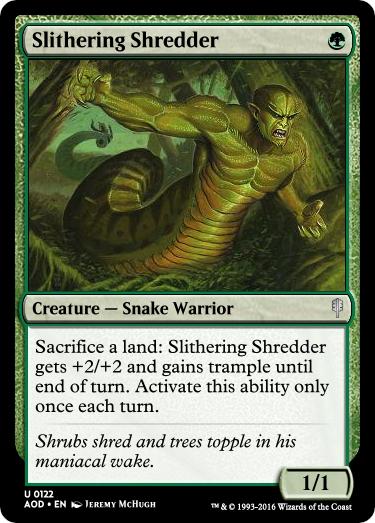 Slithering Shredder
Creature — Snake Warrior
Sacrifice a land: Slithering Shredder
gets +2/+2 and gains trample until
end of turn. Activate this ability only
once each turn.
Shrubs shred and trees topple in his
maniacal wake.
1/1
U 0122
AOD • EN Jeremy McHugh
™ & © 1993-2016 Wizards of the Coast